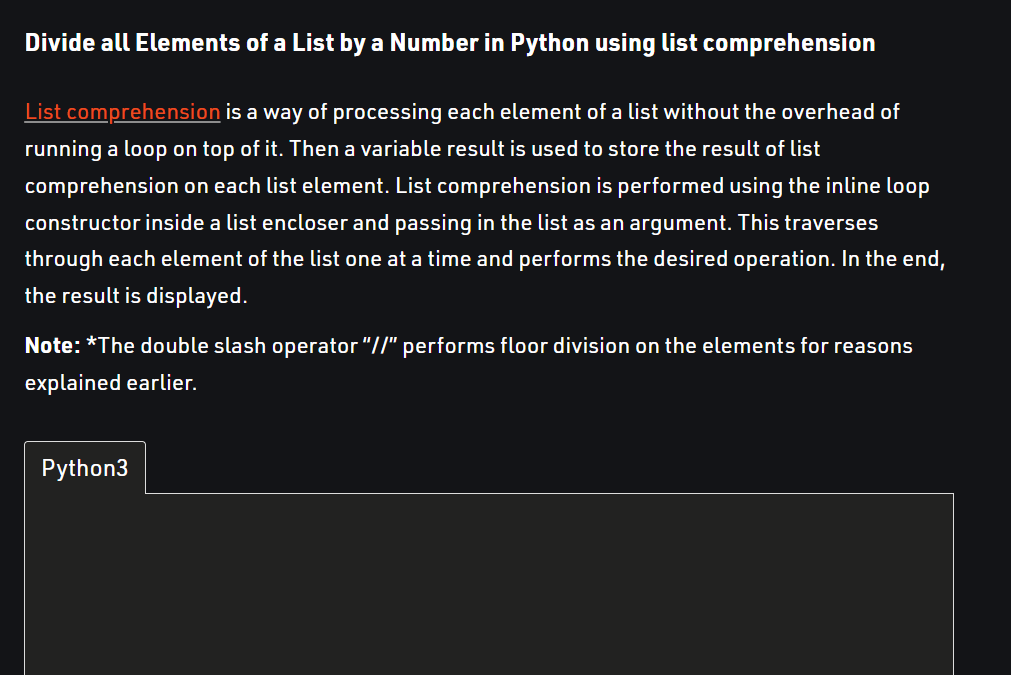 Divide all Elements of a List by a Number in Python using list comprehension
List comprehension is a way of processing each element of a list without the overhead of
running a loop on top of it. Then a variable result is used to store the result of list
comprehension on each list element. List comprehension is performed using the inline loop
constructor inside a list encloser and passing in the list as an argument. This traverses
through each element of the list one at a time and performs the desired operation. In the end,
the result is displayed.
Note: *The double slash operator “//” performs floor division on the elements for reasons
explained earlier.
Python3